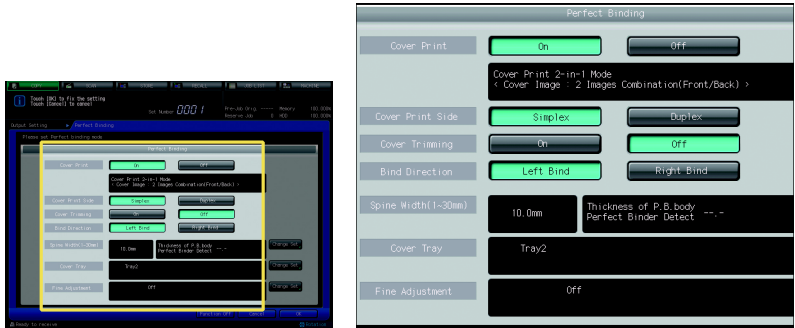 COPY SCAN STORE RECALL JOB LIST MACHINE
Touch [OK] to fix the setting
Touch [Cancel] to cancel
Set Number 0001
Pre-Job Orig. ----- Memory 100.000%
Reserve Job 0 HDD 100.000%
Output Setting Perfect Binding
Please set Perfect binding mode
Perfect Binding
Cover Print On Off
Cover Print 2-in-1 Mode
< Cover Image : 2 Images Combination(Front/Back) >
Cover Print Side Simplex Duplex
Cover Trimming On Off
Bind Direction Left Bind Right Bind
Spine Width(1~30mm) 10.0mm Thickness of P.B.body
Perfect Binder Detect --.- Change Set
Cover Tray Tray2 Change Set
Fine Adjustment Off Change Set
Function Off Cancel OK
Ready to receive Rotation
Perfect Binding
Cover Print On Off
Cover Print 2-in-1 Mode
< Cover Image : 2 Images Combination(Front/Back) >
Cover Print Side Simplex Duplex
Cover Trimming On Off
Bind Direction Left Bind Right Bind
Spine Width(1~30mm) 10.0mm Thickness of P.B.body
Perfect Binder Detect --.-
Cover Tray Tray2
Fine Adjustment Off